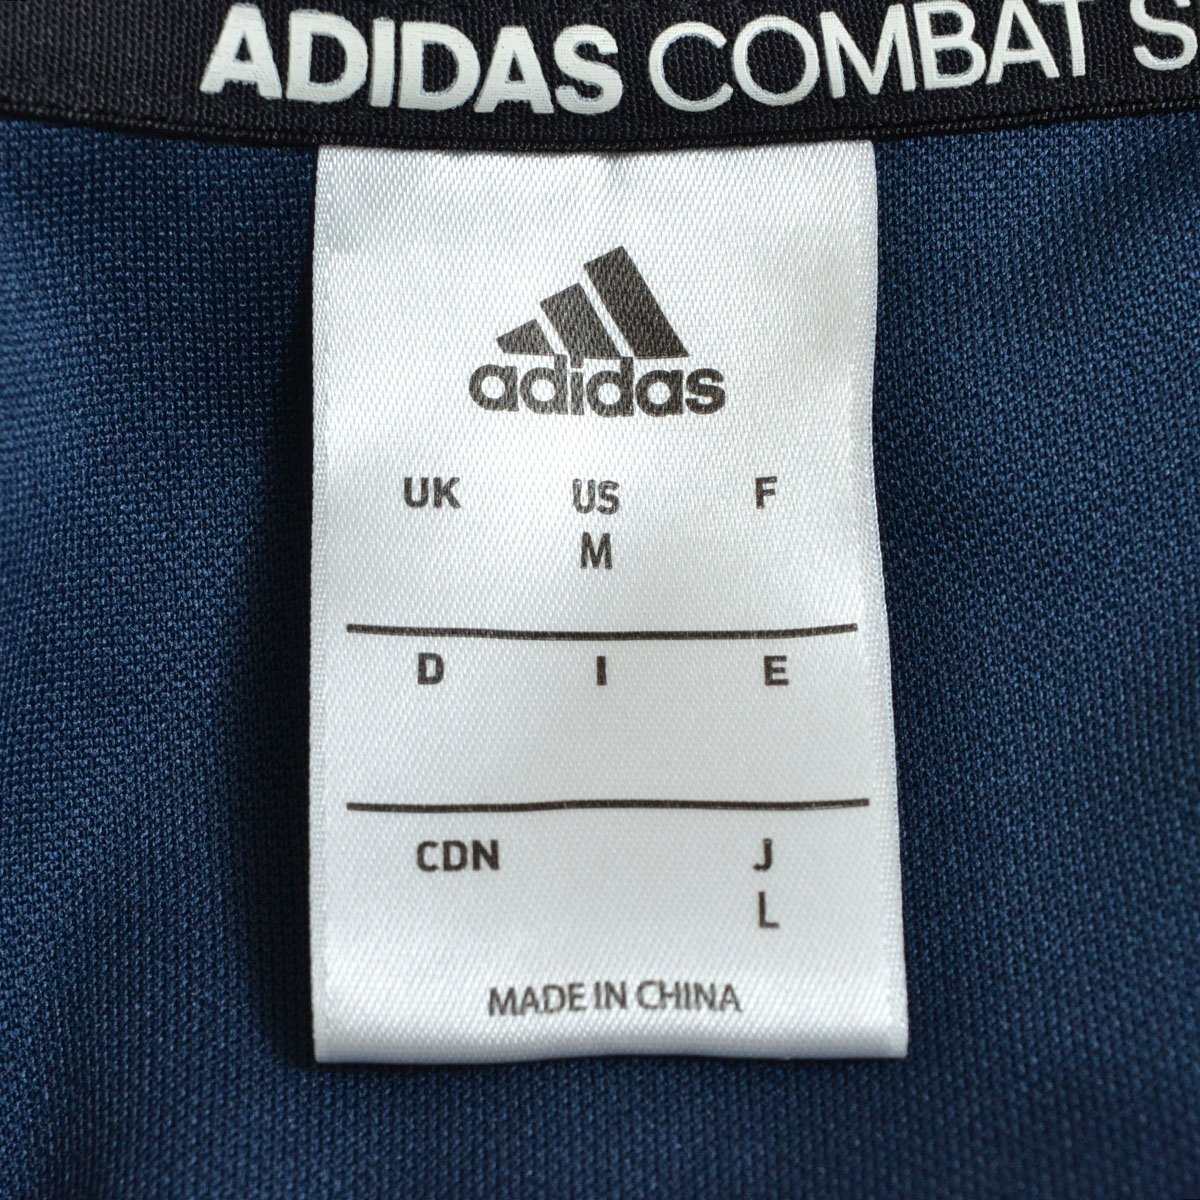 ADIDAS COMBAT S
adidas
UK US F
M
D I E
CDN J
L
MADE IN CHINA